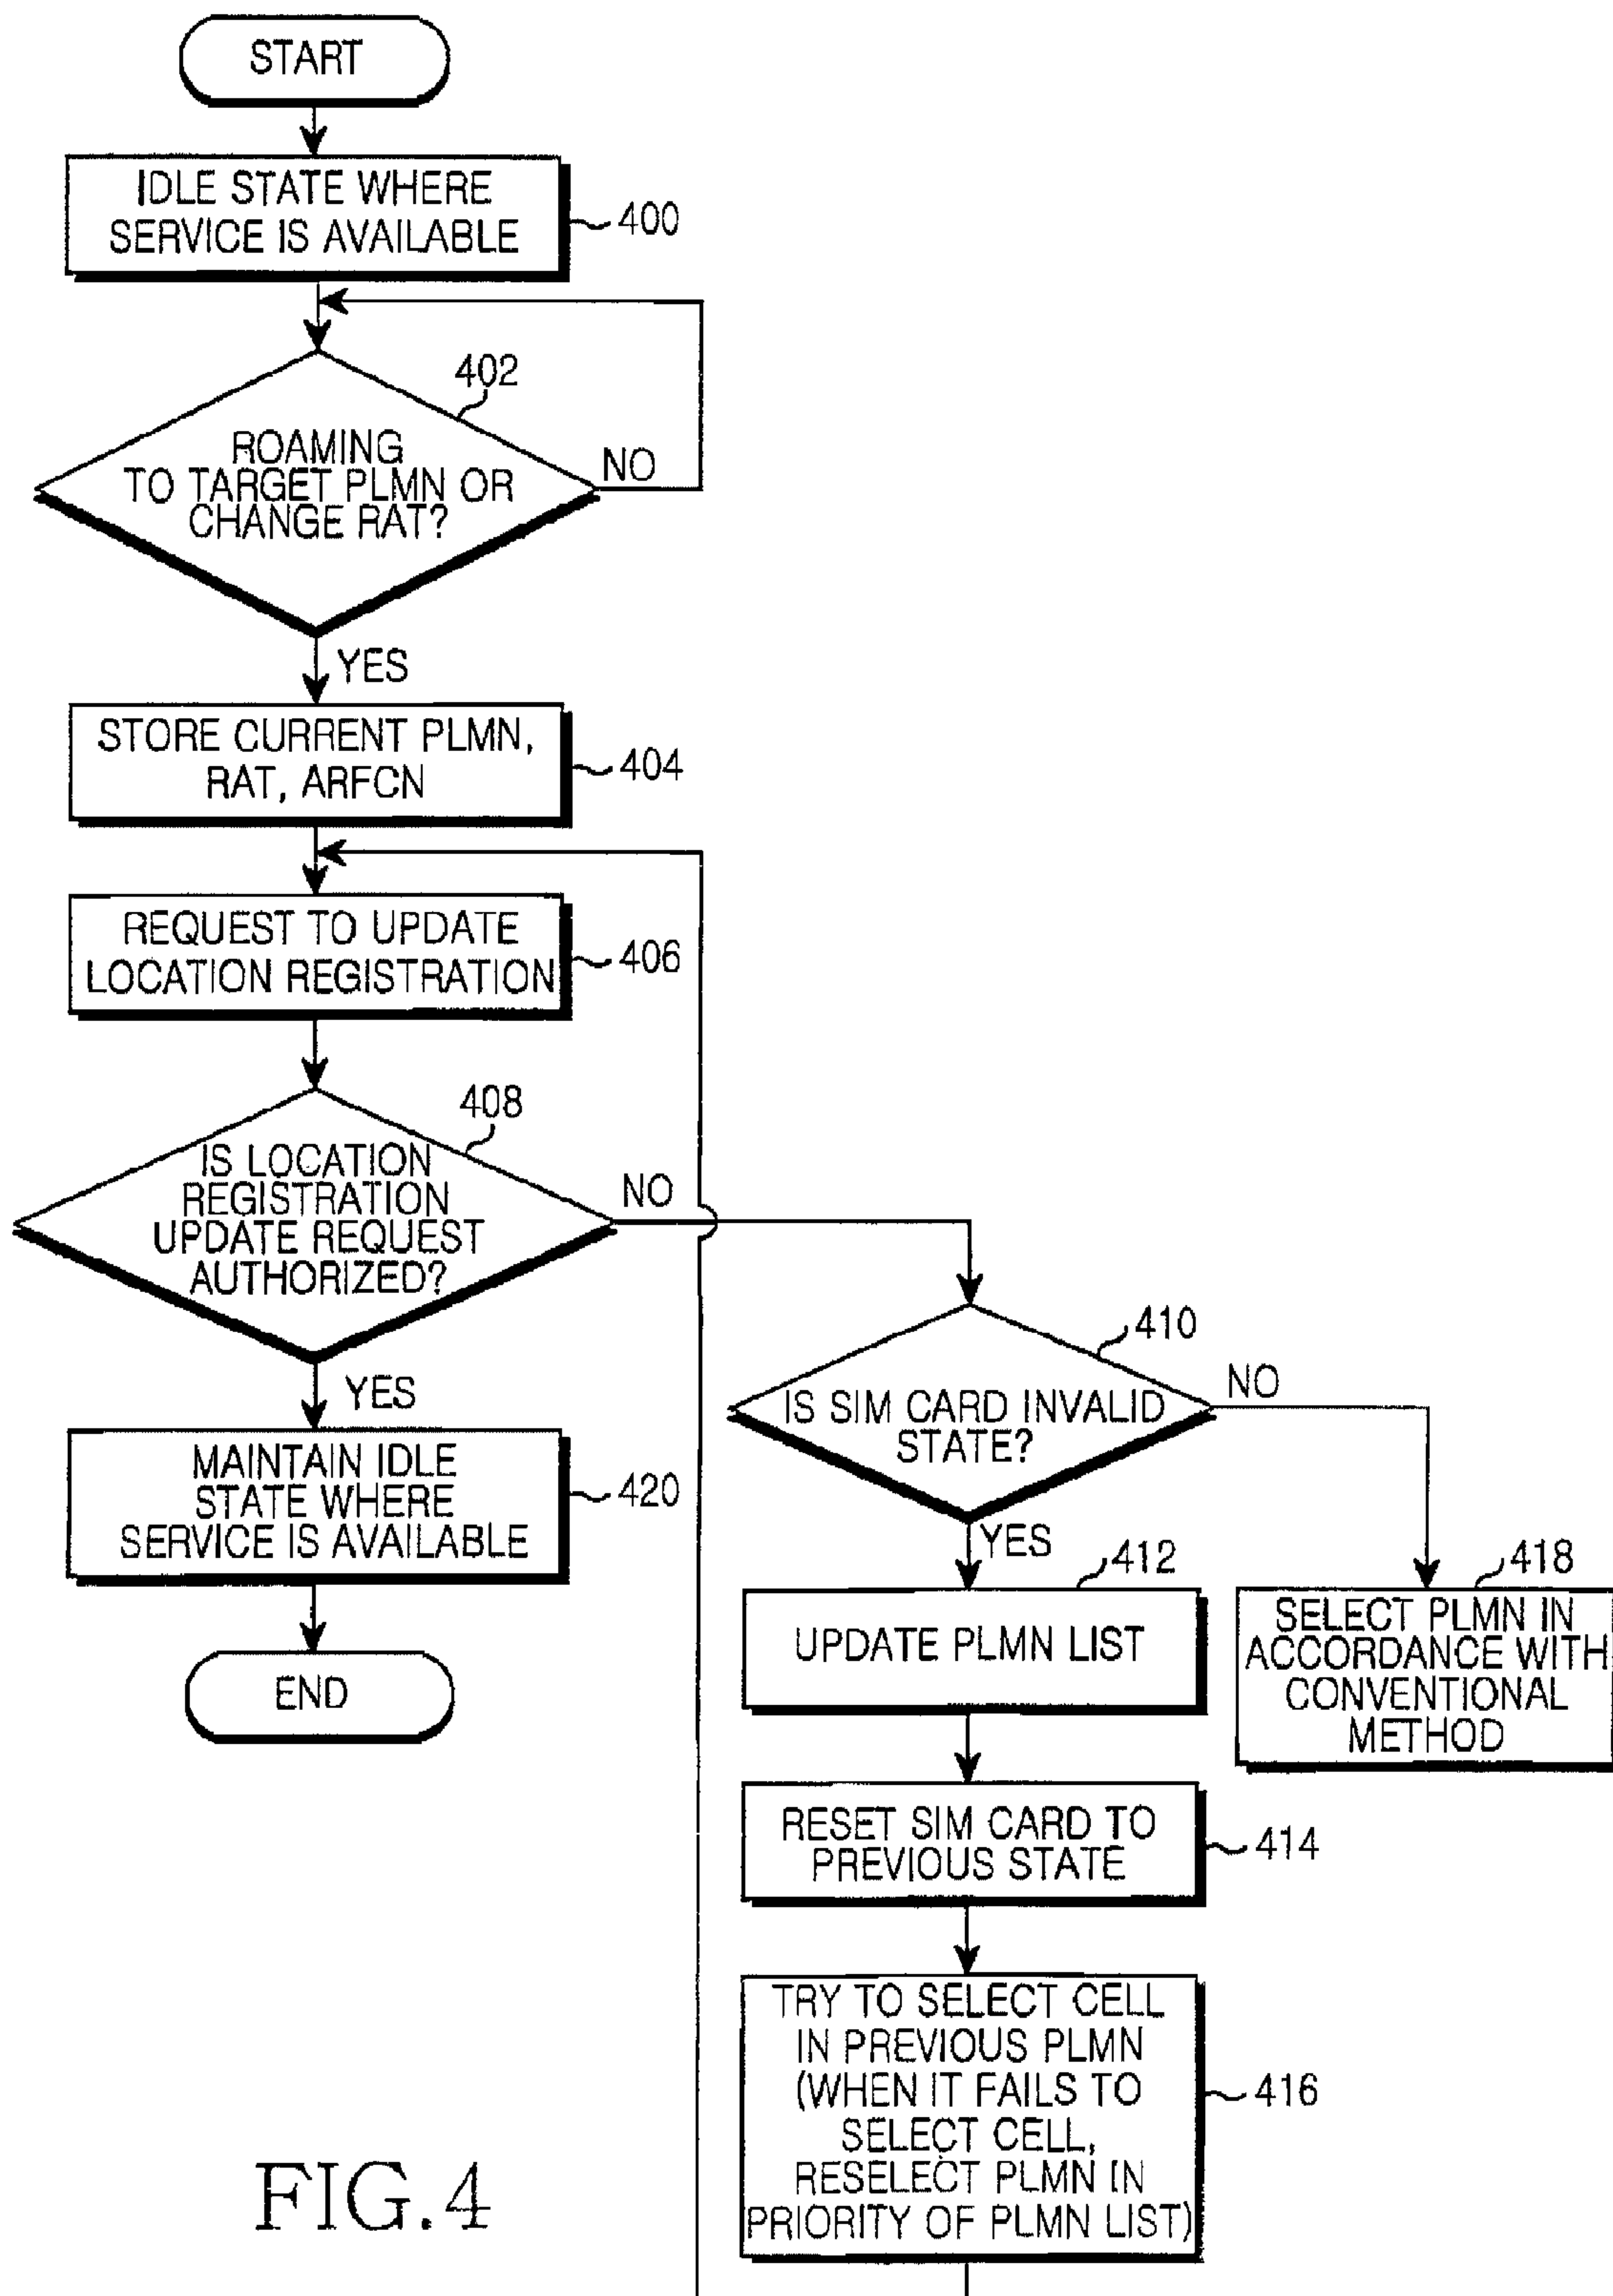 START
IDLE STATE WHERE
SERVICE IS AVAILABLE
400
402
ROAMING
TO TARGET PLMN OR
CHANGE RAT?
NO
YES
STORE CURRENT PLMN,
RAT, ARFCN
404
REQUEST TO UPDATE
LOCATION REGISTRATION
406
408
IS LOCATION
REGISTRATION
UPDATE REQUEST
AUTHORIZED?
NO
YES
MAINTAIN IDLE
STATE WHERE
SERVICE IS AVAILABLE
420
END
410
IS SIM CARD INVALID
STATE?
NO
YES
412
UPDATE PLMN LIST
418
SELECT PLMN IN
ACCORDANCE WITH
CONVENTIONAL
METHOD
RESET SIM CARD TO
PREVIOUS STATE
414
TRY TO SELECT CELL
IN PREVIOUS PLMN
(WHEN IT FAILS TO
SELECT CELL,
RESELECT PLMN IN
PRIORITY OF PLMN LIST)
416
FIG.4